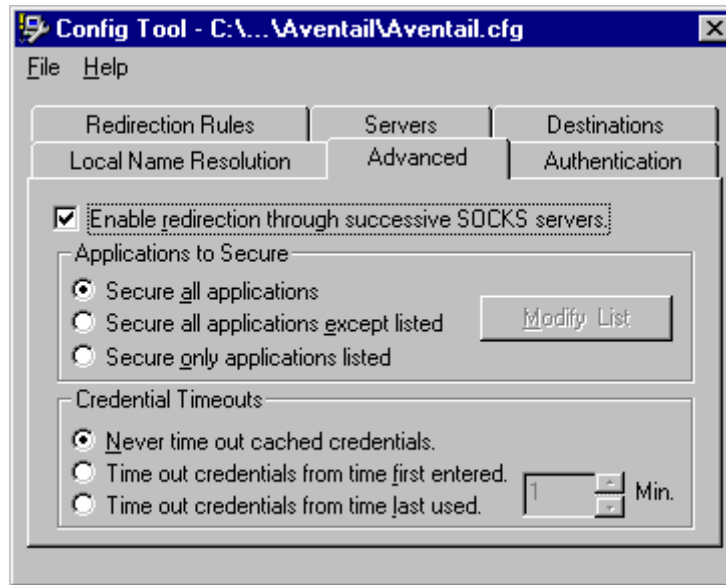 Config Tool - C:\...\Aventail\Aventail.cfg
File Help
Redirection Rules Servers Destinations
Local Name Resolution Advanced Authentication
Enable redirection through successive SOCKS servers.
Applications to Secure
Secure all applications
Secure all applications except listed
Modify List
Secure only applications listed
Credential Timeouts
Never time out cached credentials.
Time out credentials from time first entered.
1 Min.
Time out credentials from time last used.